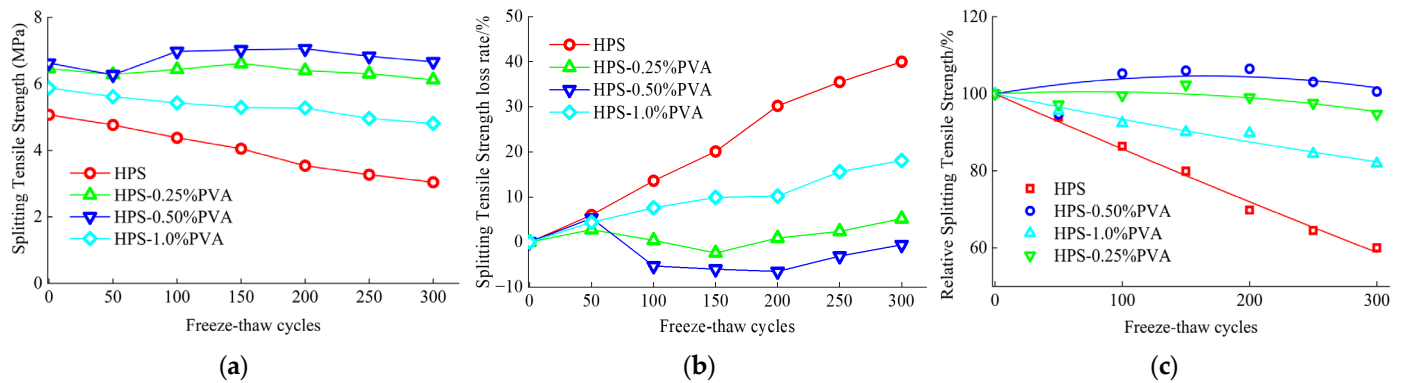 Splitting Tensile Strength (MPa)
8
6
4
2
0
HPS
HPS-0.25%PVA
HPS-0.50%PVA
HPS-1.0%PVA
0 50 100 150 200 250 300
Freeze-thaw cycles
(a)
Splitting Tensile Strength loss rate/%
50
40
30
20
10
0
−10
HPS
HPS-0.25%PVA
HPS-0.50%PVA
HPS-1.0%PVA
0 50 100 150 200 250 300
Freeze-thaw cycles
(b)
Relative Splitting Tensile Strength/%
120
100
80
60
HPS
HPS-0.50%PVA
HPS-1.0%PVA
HPS-0.25%PVA
0 100 200 300
Freeze-thaw cycles
(c)